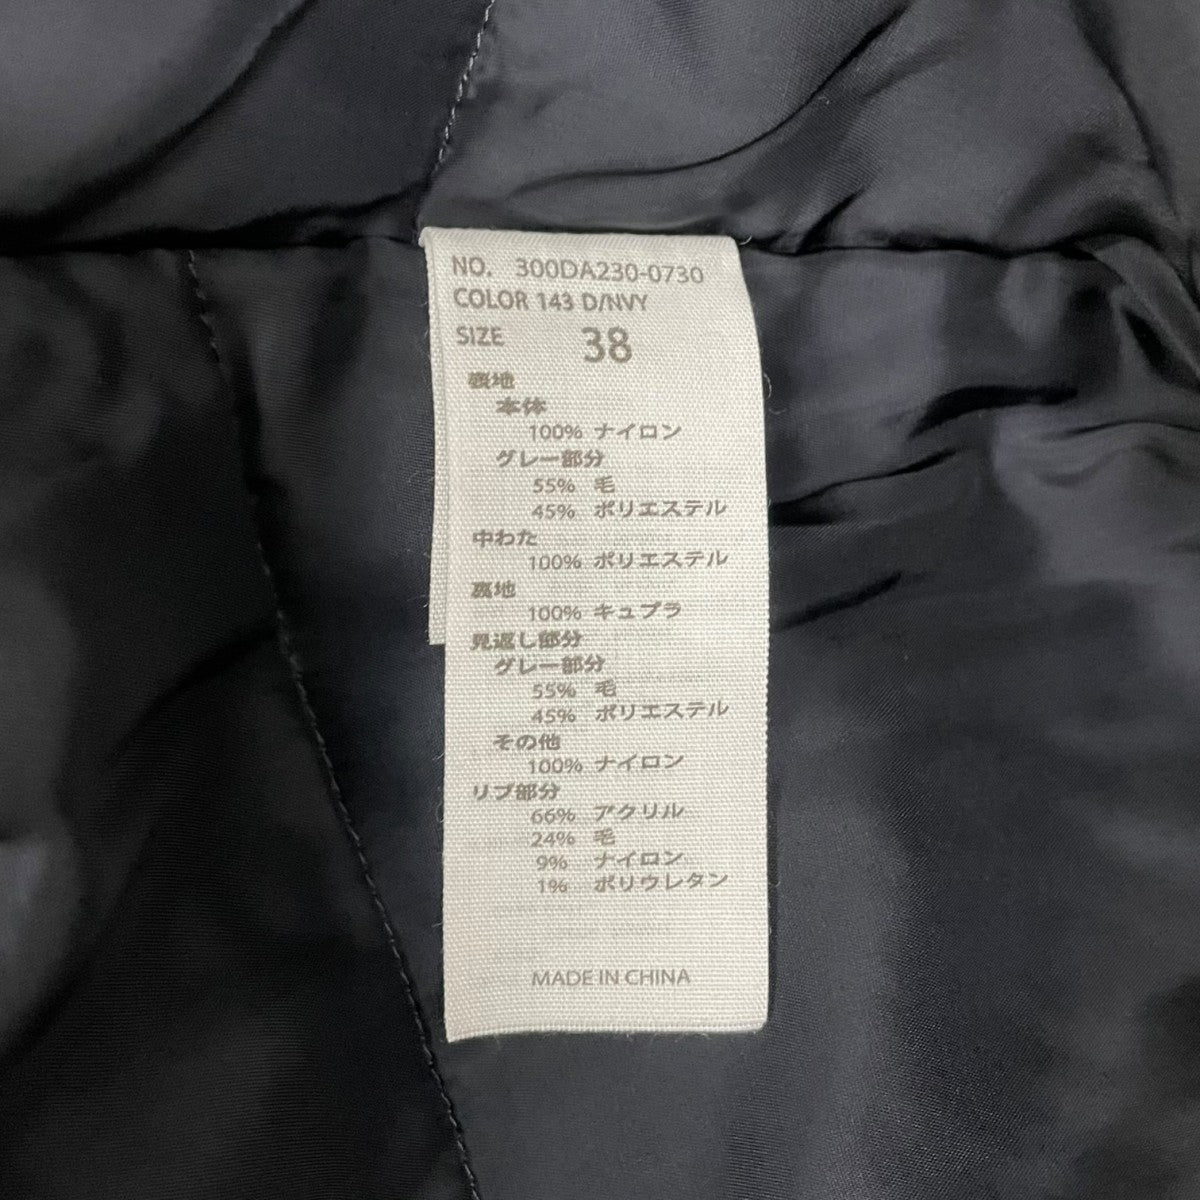 NO. 300DA230-0730
COLOR 143 D/NVY
SIZE 38
表地
本体
100% ナイロン
グレー部分
55% 毛
45% ポリエステル
中わた
100% ポリエステル
裏地
100% キュプラ
見返し部分
グレー部分
55% 毛
45% ポリエステル
その他
100% ナイロン
リブ部分
66% アクリル
24% 毛
9% ナイロン
1% ポリウレタン
MADE IN CHINA